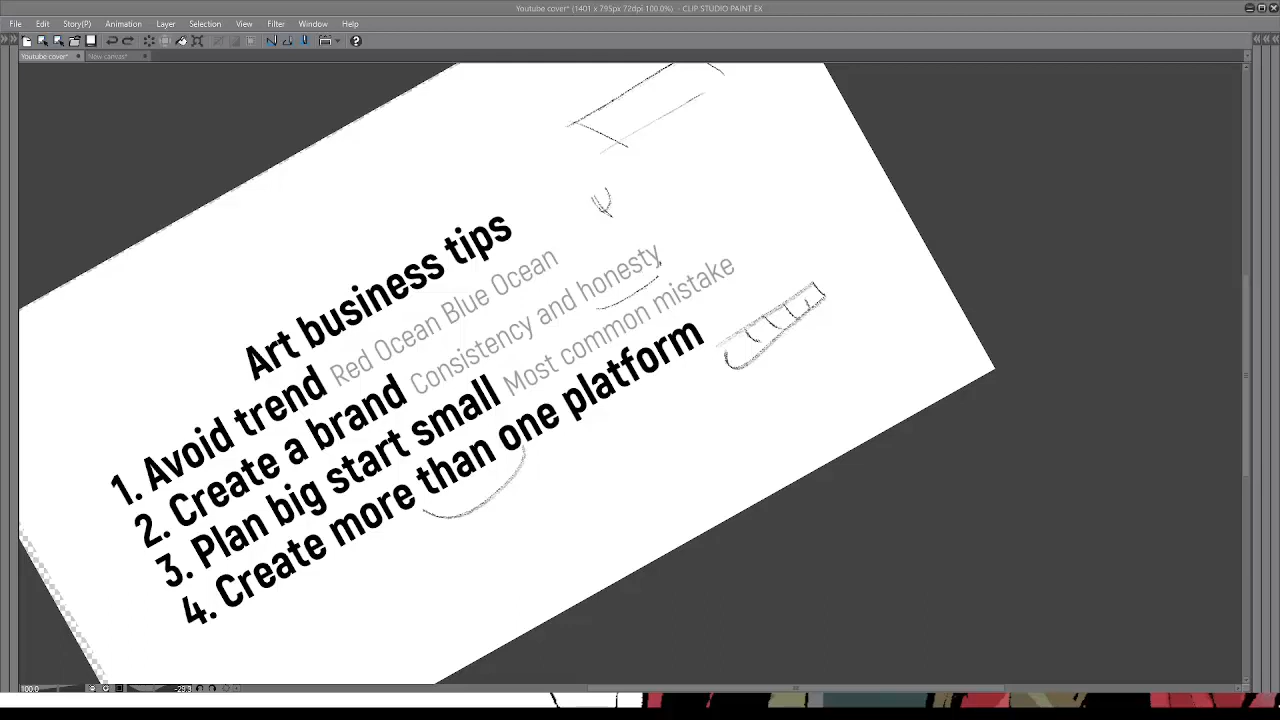 Youtube cover* (1401 x 795px 72dpi 100.0%) - CLIP STUDIO PAINT EX
File Edit Story(P) Animation Layer Selection View Filter Window Help
Youtube cover* New canvas*
Art business tips
1. Avoid trend Red Ocean Blue Ocean
2. Create a brand Consistency and honesty
3. Plan big start small Most common mistake
4. Create more than one platform
100.0